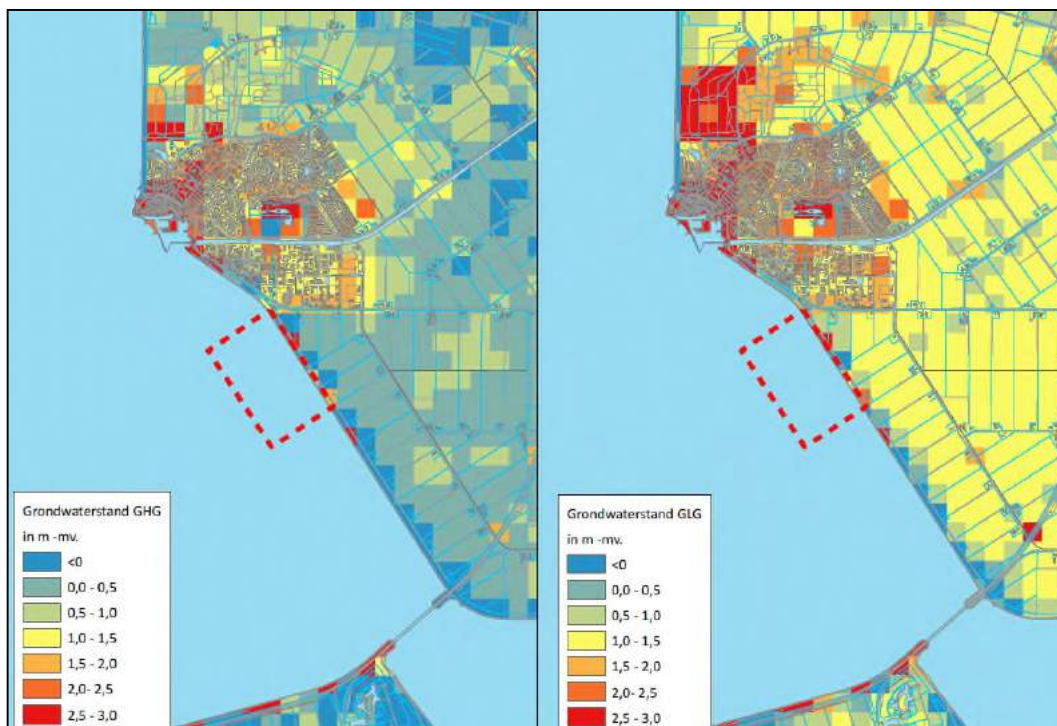 Grondwaterstand GHG
in m -mv.
<0
0,0 - 0,5
0,5 - 1,0
1,0 - 1,5
1,5 - 2,0
2,0 - 2,5
2,5 - 3,0
Grondwaterstand GLG
in m -mv.
<0
0,0 - 0,5
0,5 - 1,0
1,0 - 1,5
1,5 - 2,0
2,0- 2,5
2,5 - 3,0